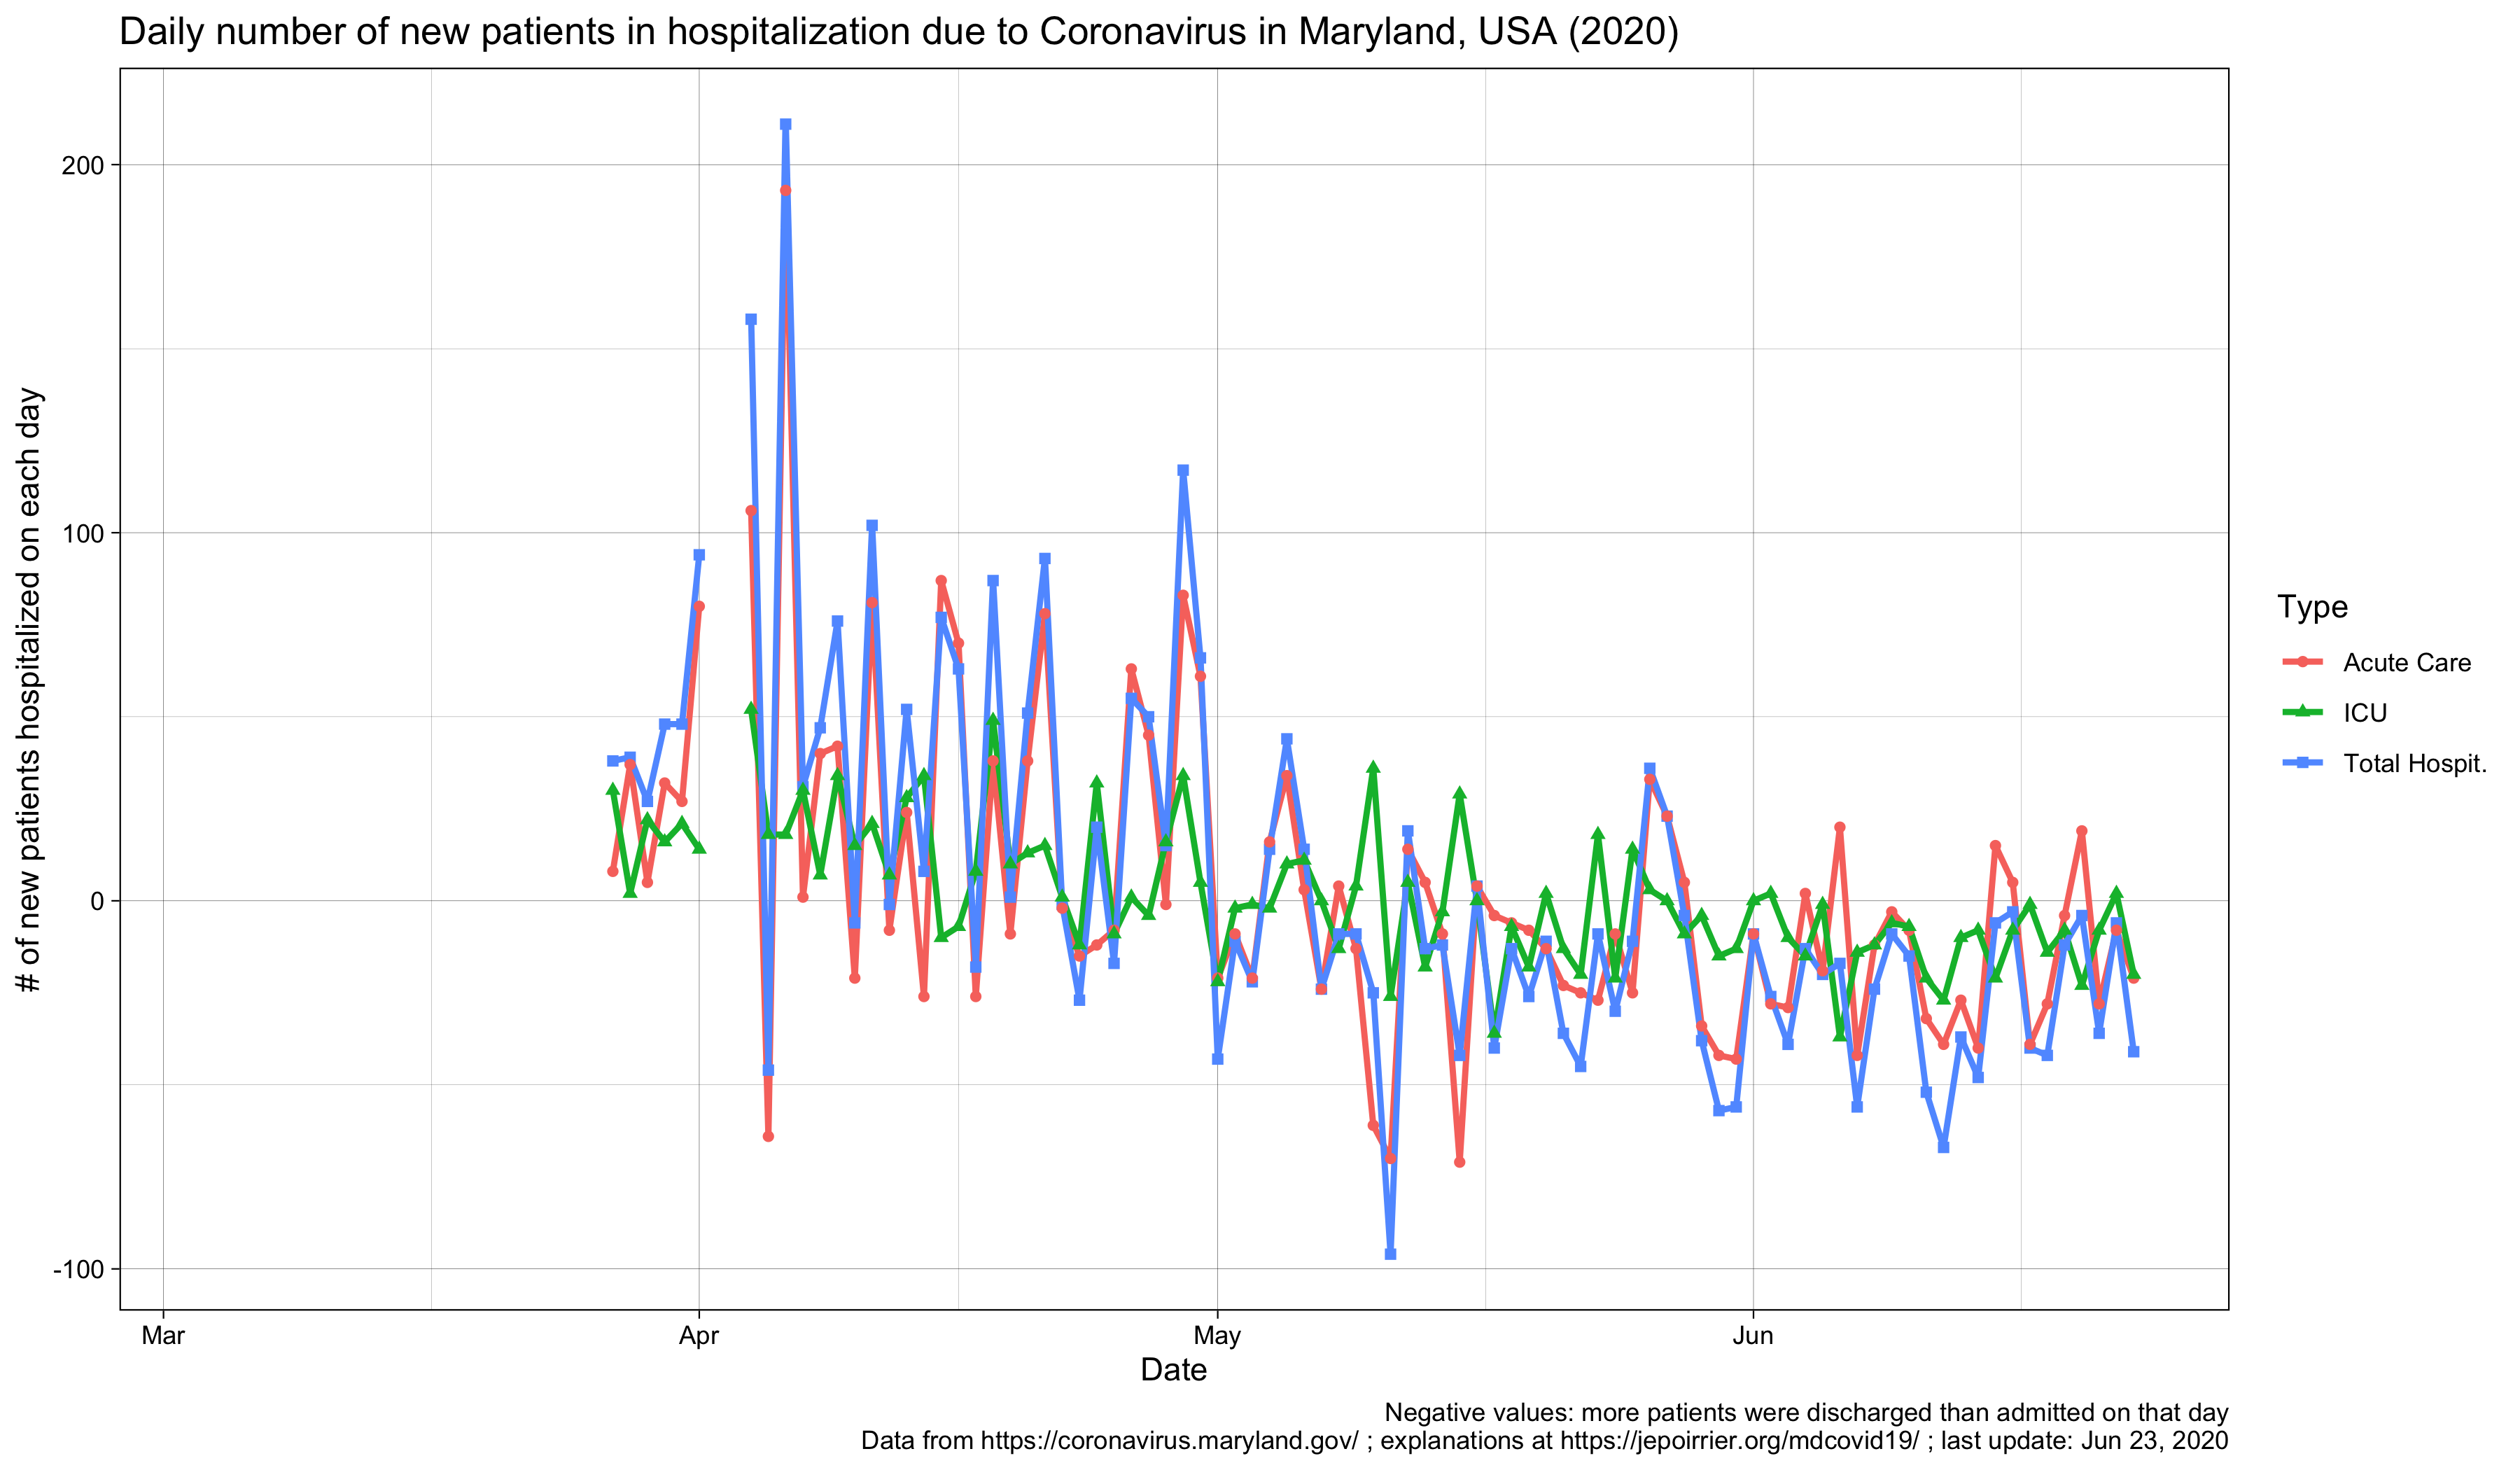 Daily number of new patients in hospitalization due to Coronavirus in Maryland, USA (2020)
# of new patients hospitalized on each day
200
100
0
-100
Mar
Apr
May
Jun
Date
Type
Acute Care
ICU
Total Hospit.
Negative values: more patients were discharged than admitted on that day
Data from https://coronavirus.maryland.gov/ ; explanations at https://jepoirrier.org/mdcovid19/ ; last update: Jun 23, 2020